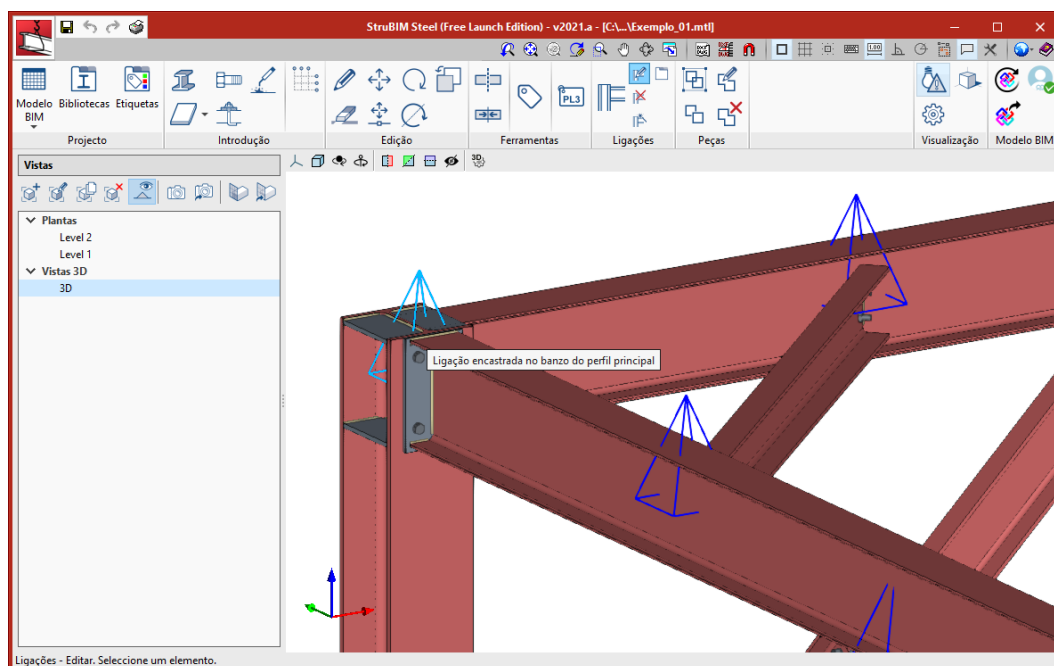 StruBIM Steel (Free Launch Edition) - v2021.a - [C:\...\Exemplo_01.mtl]
Modelo BIM
Bibliotecas
Etiquetas
PL3
Projecto
Introdução
Edição
Ferramentas
Ligações
Peças
Visualização
Modelo BIM
Vistas
3D
Plantas
Level 2
Level 1
Vistas 3D
3D
Ligação encastrada no banzo do perfil principal
Ligações - Editar. Seleccione um elemento.